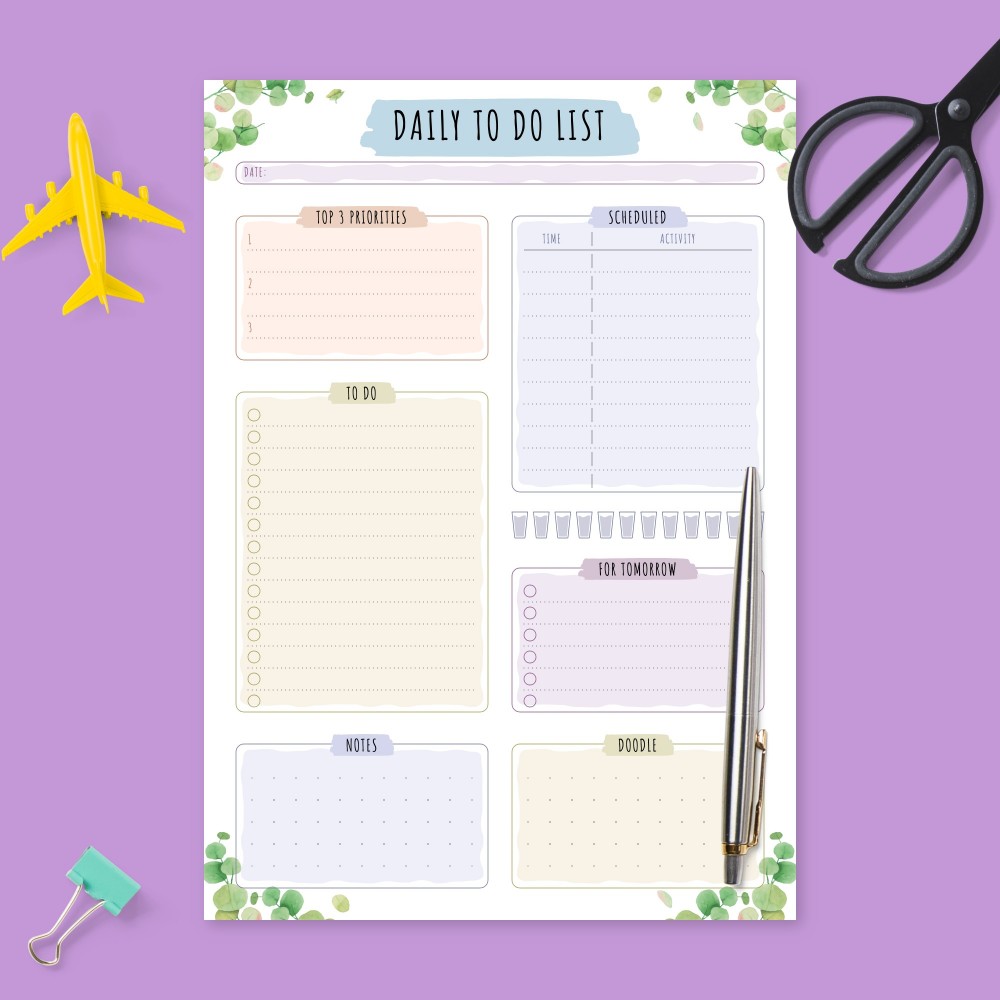 DAILY TO DO LIST
DATE:
TOP 3 PRIORITIES
1
2
3
SCHEDULED
TIME ACTIVITY
TO DO
FOR TOMORROW
NOTES
DOODLE